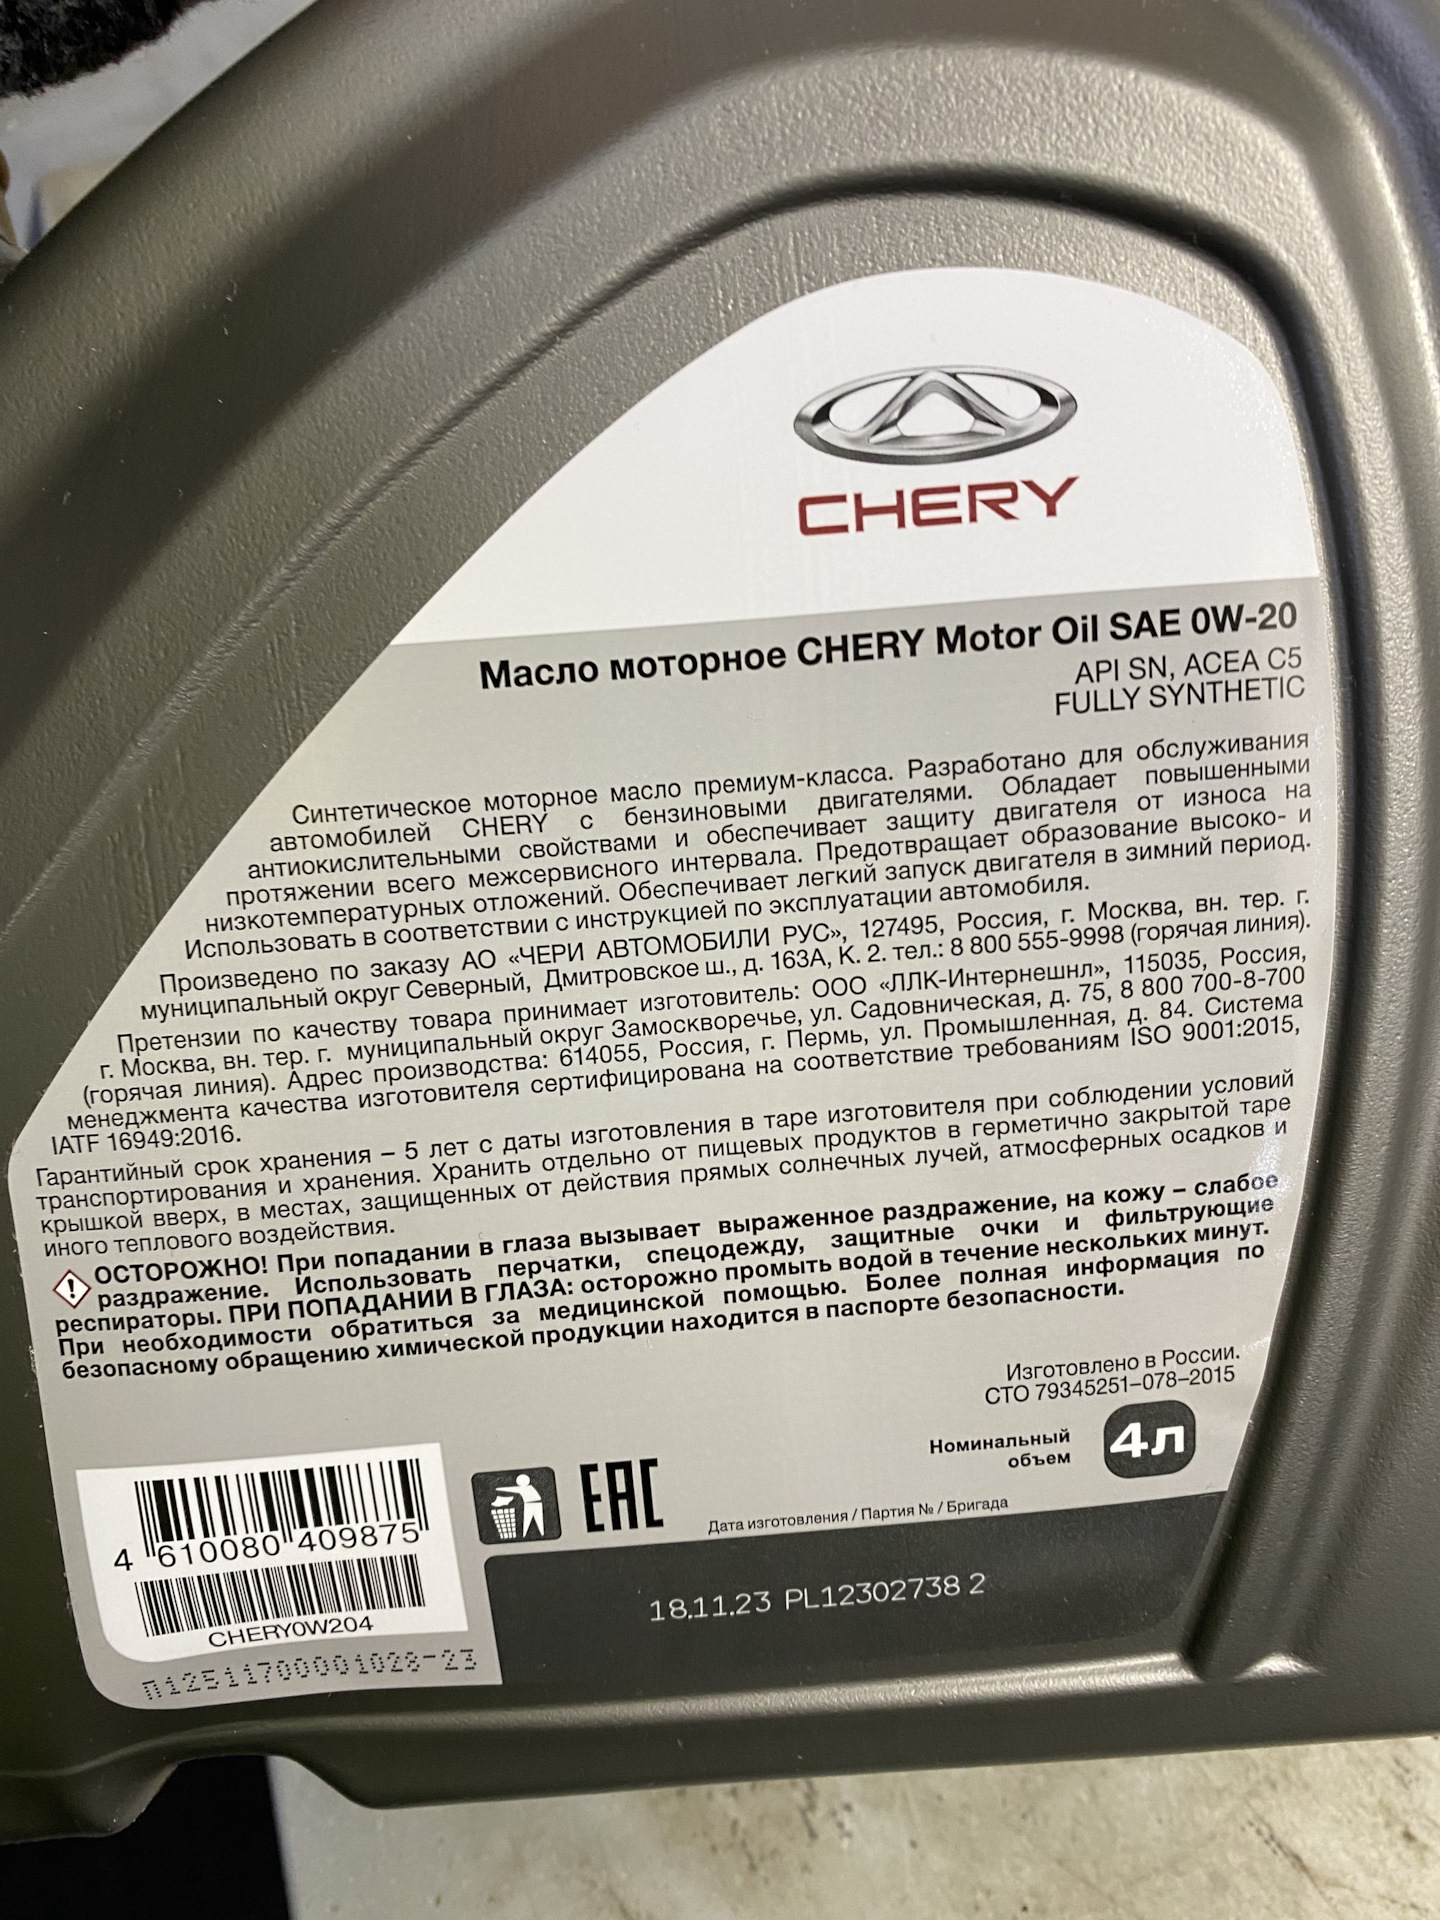 CHERY
Масло моторное CHERY Motor Oil SAE 0W-20
API SN, ACEA C5
FULLY SYNTHETIC
Синтетическое моторное масло премиум-класса. Разработано для обслуживания
автомобилей CHERY с бензиновыми двигателями. Обладает повышенными
антиокислительными свойствами и обеспечивает защиту двигателя от износа на
протяжении всего межсервисного интервала. Предотвращает образование высоко- и
низкотемпературных отложений. Обеспечивает легкий запуск двигателя в зимний период.
Использовать в соответствии с инструкцией по эксплуатации автомобиля.
Произведено по заказу АО «ЧЕРИ АВТОМОБИЛИ РУС», 127495, Россия, г. Москва, вн. тер. г.
муниципальный округ Северный, Дмитровское ш., д. 163А, К. 2. тел.: 8 800 555-9998 (горячая линия).
Претензии по качеству товара принимает изготовитель: ООО «ЛЛК-Интернешнл», 115035, Россия,
г. Москва, вн. тер. г. муниципальный округ Замоскворечье, ул. Садовническая, д. 75, 8 800 700-8-700
(горячая линия). Адрес производства: 614055, Россия, г. Пермь, ул. Промышленная, д. 84. Система
менеджмента качества изготовителя сертифицирована на соответствие требованиям ISO 9001:2015,
IATF 16949:2016.
Гарантийный срок хранения – 5 лет с даты изготовления в таре изготовителя при соблюдении условий
транспортирования и хранения. Хранить отдельно от пищевых продуктов в герметично закрытой таре
крышкой вверх, в местах, защищенных от действия прямых солнечных лучей, атмосферных осадков и
иного теплового воздействия.
ОСТОРОЖНО! При попадании в глаза вызывает выраженное раздражение, на кожу – слабое
раздражение. Использовать перчатки, спецодежду, защитные очки и фильтрующие
респираторы. ПРИ ПОПАДАНИИ В ГЛАЗА: осторожно промыть водой в течение нескольких минут.
При необходимости обратиться за медицинской помощью. Более полная информация по
безопасному обращению химической продукции находится в паспорте безопасности.
Изготовлено в России.
СТО 79345251–078–2015
Номинальный
объем
4л
EAC
Дата изготовления / Партия № / Бригада
4 610080 409875
CHERY0W204
18.11.23 PL12302738 2
П12511700001028-23